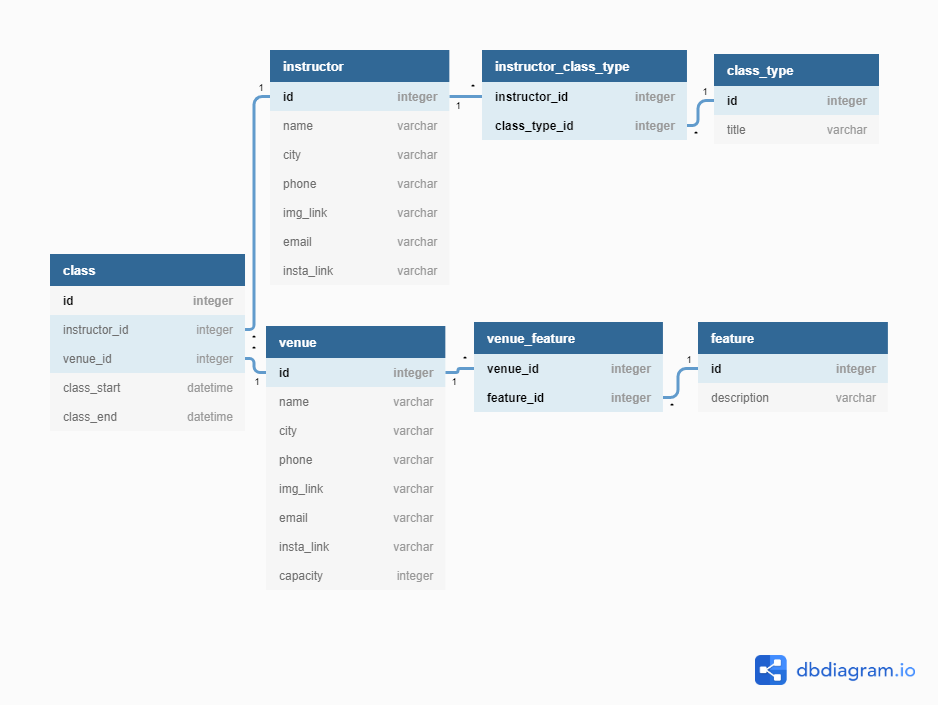 instructor
1
id integer
name varchar
city varchar
phone varchar
img_link varchar
email varchar
insta_link varchar
instructor_class_type
*
1
instructor_id integer
class_type_id integer
*
class_type
1
id integer
title varchar
class
id integer
instructor_id integer
*
*
venue_id integer
1
class_start datetime
class_end datetime
venue
id integer
name varchar
city varchar
phone varchar
img_link varchar
email varchar
insta_link varchar
capacity integer
venue_feature
*
1
venue_id integer
feature_id integer
*
feature
1
id integer
description varchar
dbdiagram.io